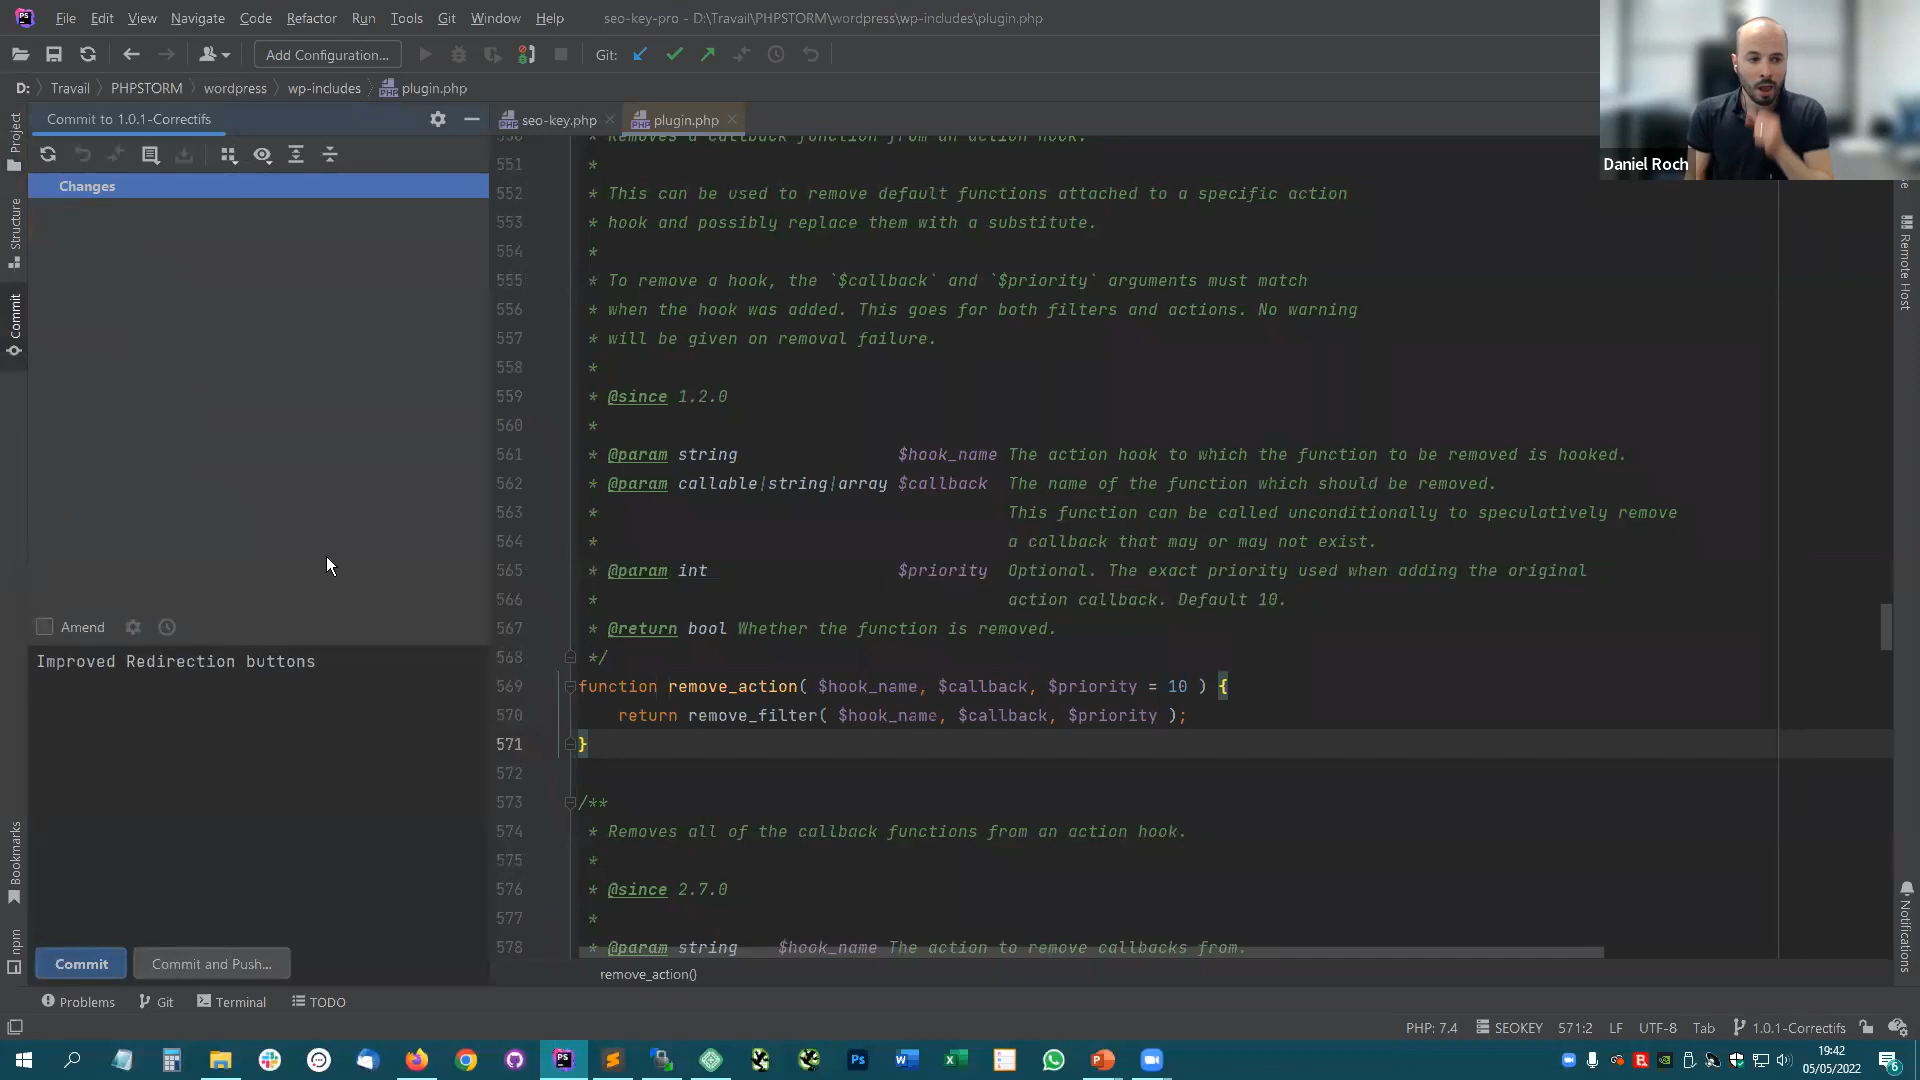 File Edit View Navigate Code Refactor Run Tools Git Window Help seo-key-pro - D:\Travail\PHPSTORM\wordpress\wp-includes\plugin.php
Add Configuration... Git:
D: Travail PHPSTORM wordpress wp-includes plugin.php
Daniel Roch
Commit to 1.0.1-Correctifs
seo-key.php
plugin.php
Project
Structure
Commit
Bookmarks
npm
Changes
Amend
Improved Redirection buttons
Commit
Commit and Push...
550 * Removes a callback function from an action hook.
551 *
552 * This can be used to remove default functions attached to a specific action
553 * hook and possibly replace them with a substitute.
554 *
555 * To remove a hook, the `$callback` and `$priority` arguments must match
556 * when the hook was added. This goes for both filters and actions. No warning
557 * will be given on removal failure.
558 *
559 * @since 1.2.0
560 *
561 * @param string $hook_name The action hook to which the function to be removed is hooked.
562 * @param callable|string|array $callback The name of the function which should be removed.
563 * This function can be called unconditionally to speculatively remove
564 * a callback that may or may not exist.
565 * @param int $priority Optional. The exact priority used when adding the original
566 * action callback. Default 10.
567 * @return bool Whether the function is removed.
568 */
569 function remove_action( $hook_name, $callback, $priority = 10 ) {
570 return remove_filter( $hook_name, $callback, $priority );
571 }
572
573 /**
574 * Removes all of the callback functions from an action hook.
575 *
576 * @since 2.7.0
577 *
578 * @param string $hook_name The action to remove callbacks from.
remove_action()
Remote Host
Notifications
Problems Git Terminal TODO
PHP: 7.4 SEOKEY 571:2 LF UTF-8 Tab 1.0.1-Correctifs
19:42
05/05/2022
6